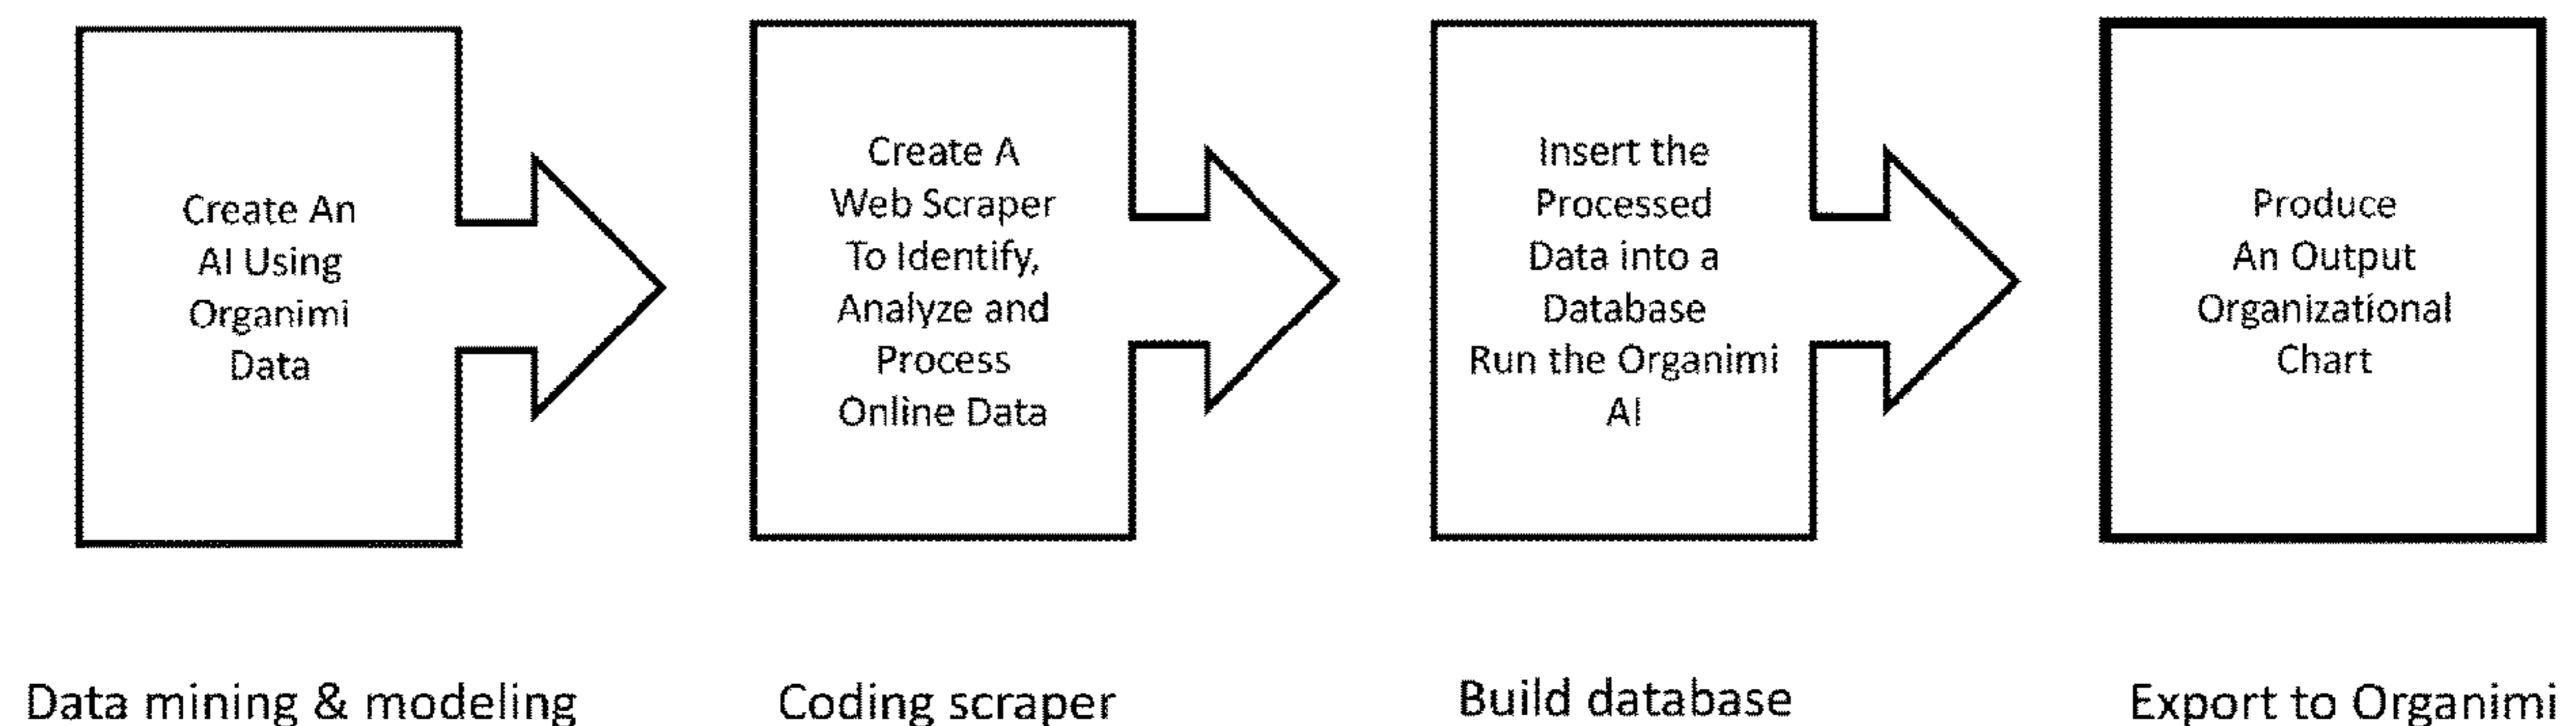 Create An
AI Using
Organimi
Data
Create A
Web Scraper
To Identify,
Analyze and
Process
Online Data
Insert the
Processed
Data into a
Database
Run the Organimi
AI
Produce
An Output
Organizational
Chart
Data mining & modeling
Coding scraper
Build database
Export to Organimi